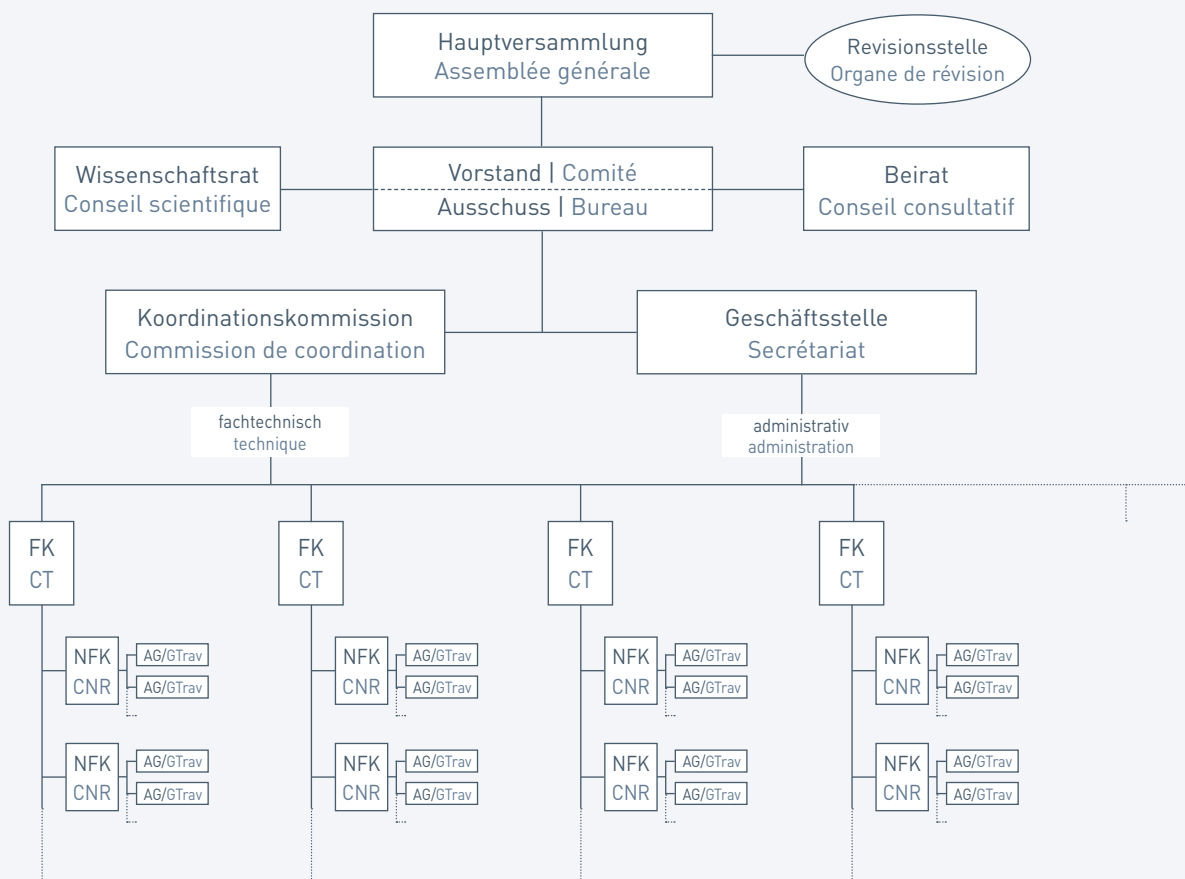 Hauptversammlung
Assemblée générale
Revisionsstelle
Organe de révision
Wissenschaftsrat
Conseil scientifique
Vorstand | Comité
Ausschuss | Bureau
Beirat
Conseil consultatif
Koordinationskommission
Commission de coordination
Geschäftsstelle
Secrétariat
fachtechnisch
technique
administrativ
administration
FK
CT
FK
CT
FK
CT
FK
CT
NFK
CNR
AG/GTrav
AG/GTrav
NFK
CNR
AG/GTrav
AG/GTrav
NFK
CNR
AG/GTrav
AG/GTrav
NFK
CNR
AG/GTrav
AG/GTrav
NFK
CNR
AG/GTrav
AG/GTrav
NFK
CNR
AG/GTrav
AG/GTrav
NFK
CNR
AG/GTrav
AG/GTrav
NFK
CNR
AG/GTrav
AG/GTrav